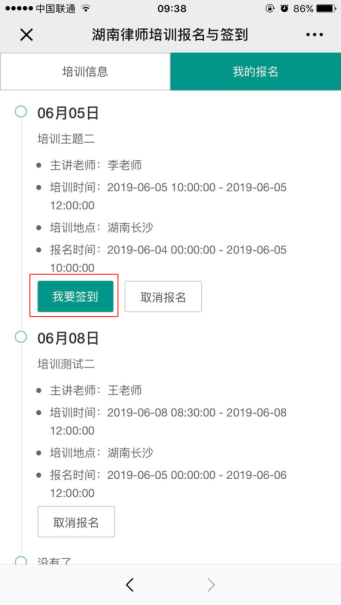 中国联通 09:38 86%
湖南律师培训报名与签到
培训信息 我的报名
06月05日
培训主题二
主讲老师：李老师
培训时间：2019-06-05 10:00:00 - 2019-06-05
12:00:00
培训地点：湖南长沙
报名时间：2019-06-04 00:00:00 - 2019-06-05
10:00:00
我要签到 取消报名
06月08日
培训测试二
主讲老师：王老师
培训时间：2019-06-08 08:30:00 - 2019-06-08
12:00:00
培训地点：湖南长沙
报名时间：2019-06-05 00:00:00 - 2019-06-06
12:00:00
取消报名
没有了